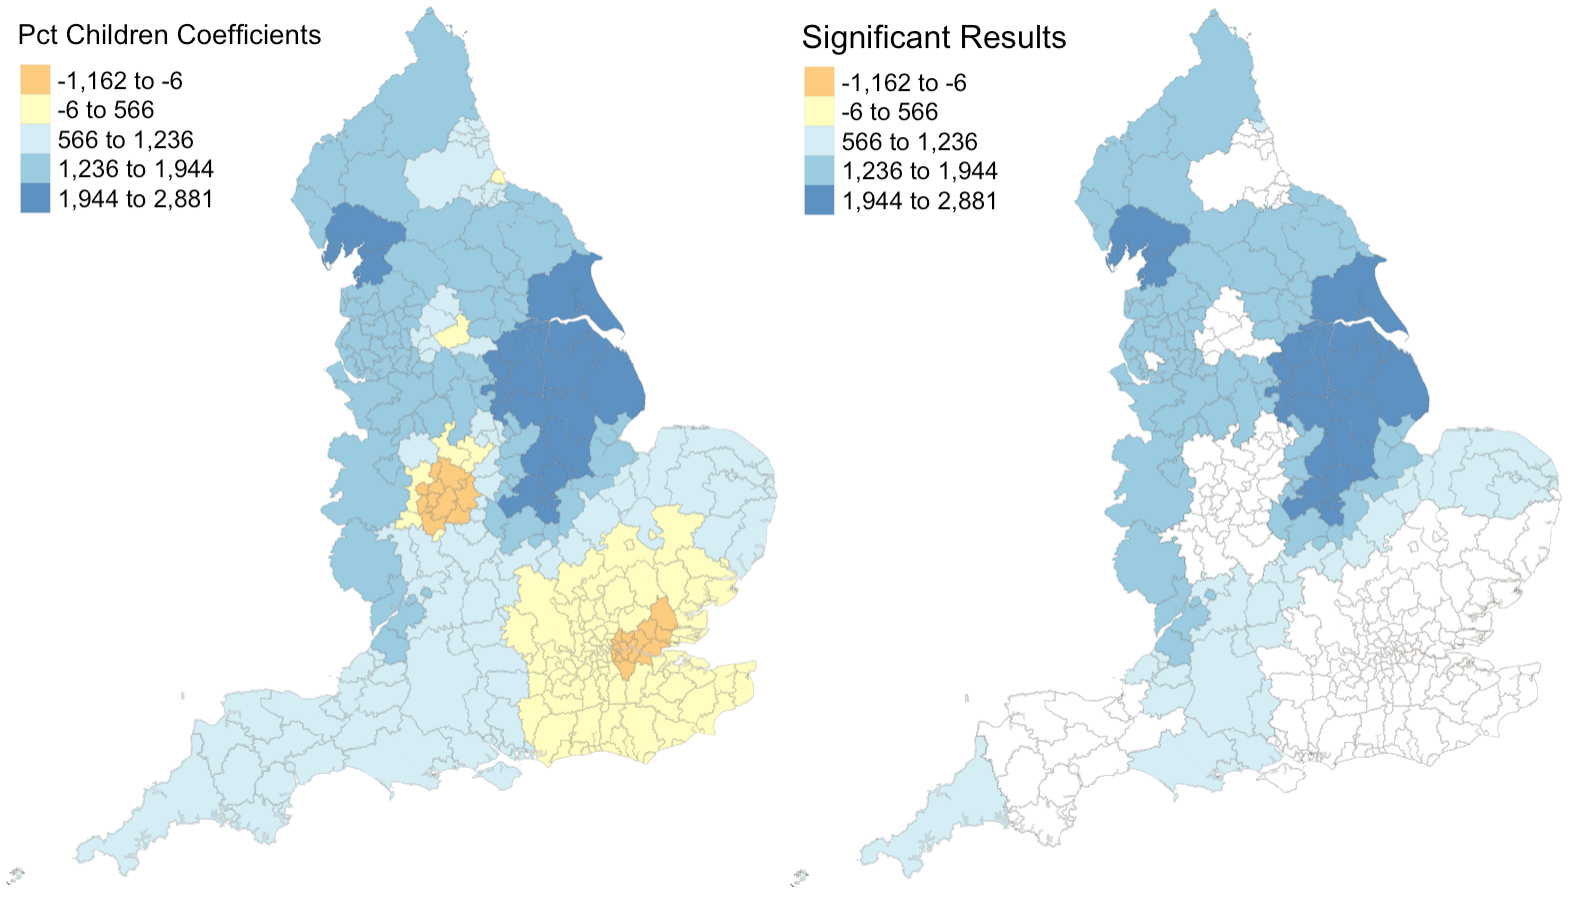 Pct Children Coefficients
-1,162 to -6
-6 to 566
566 to 1,236
1,236 to 1,944
1,944 to 2,881
Significant Results
-1,162 to -6
-6 to 566
566 to 1,236
1,236 to 1,944
1,944 to 2,881